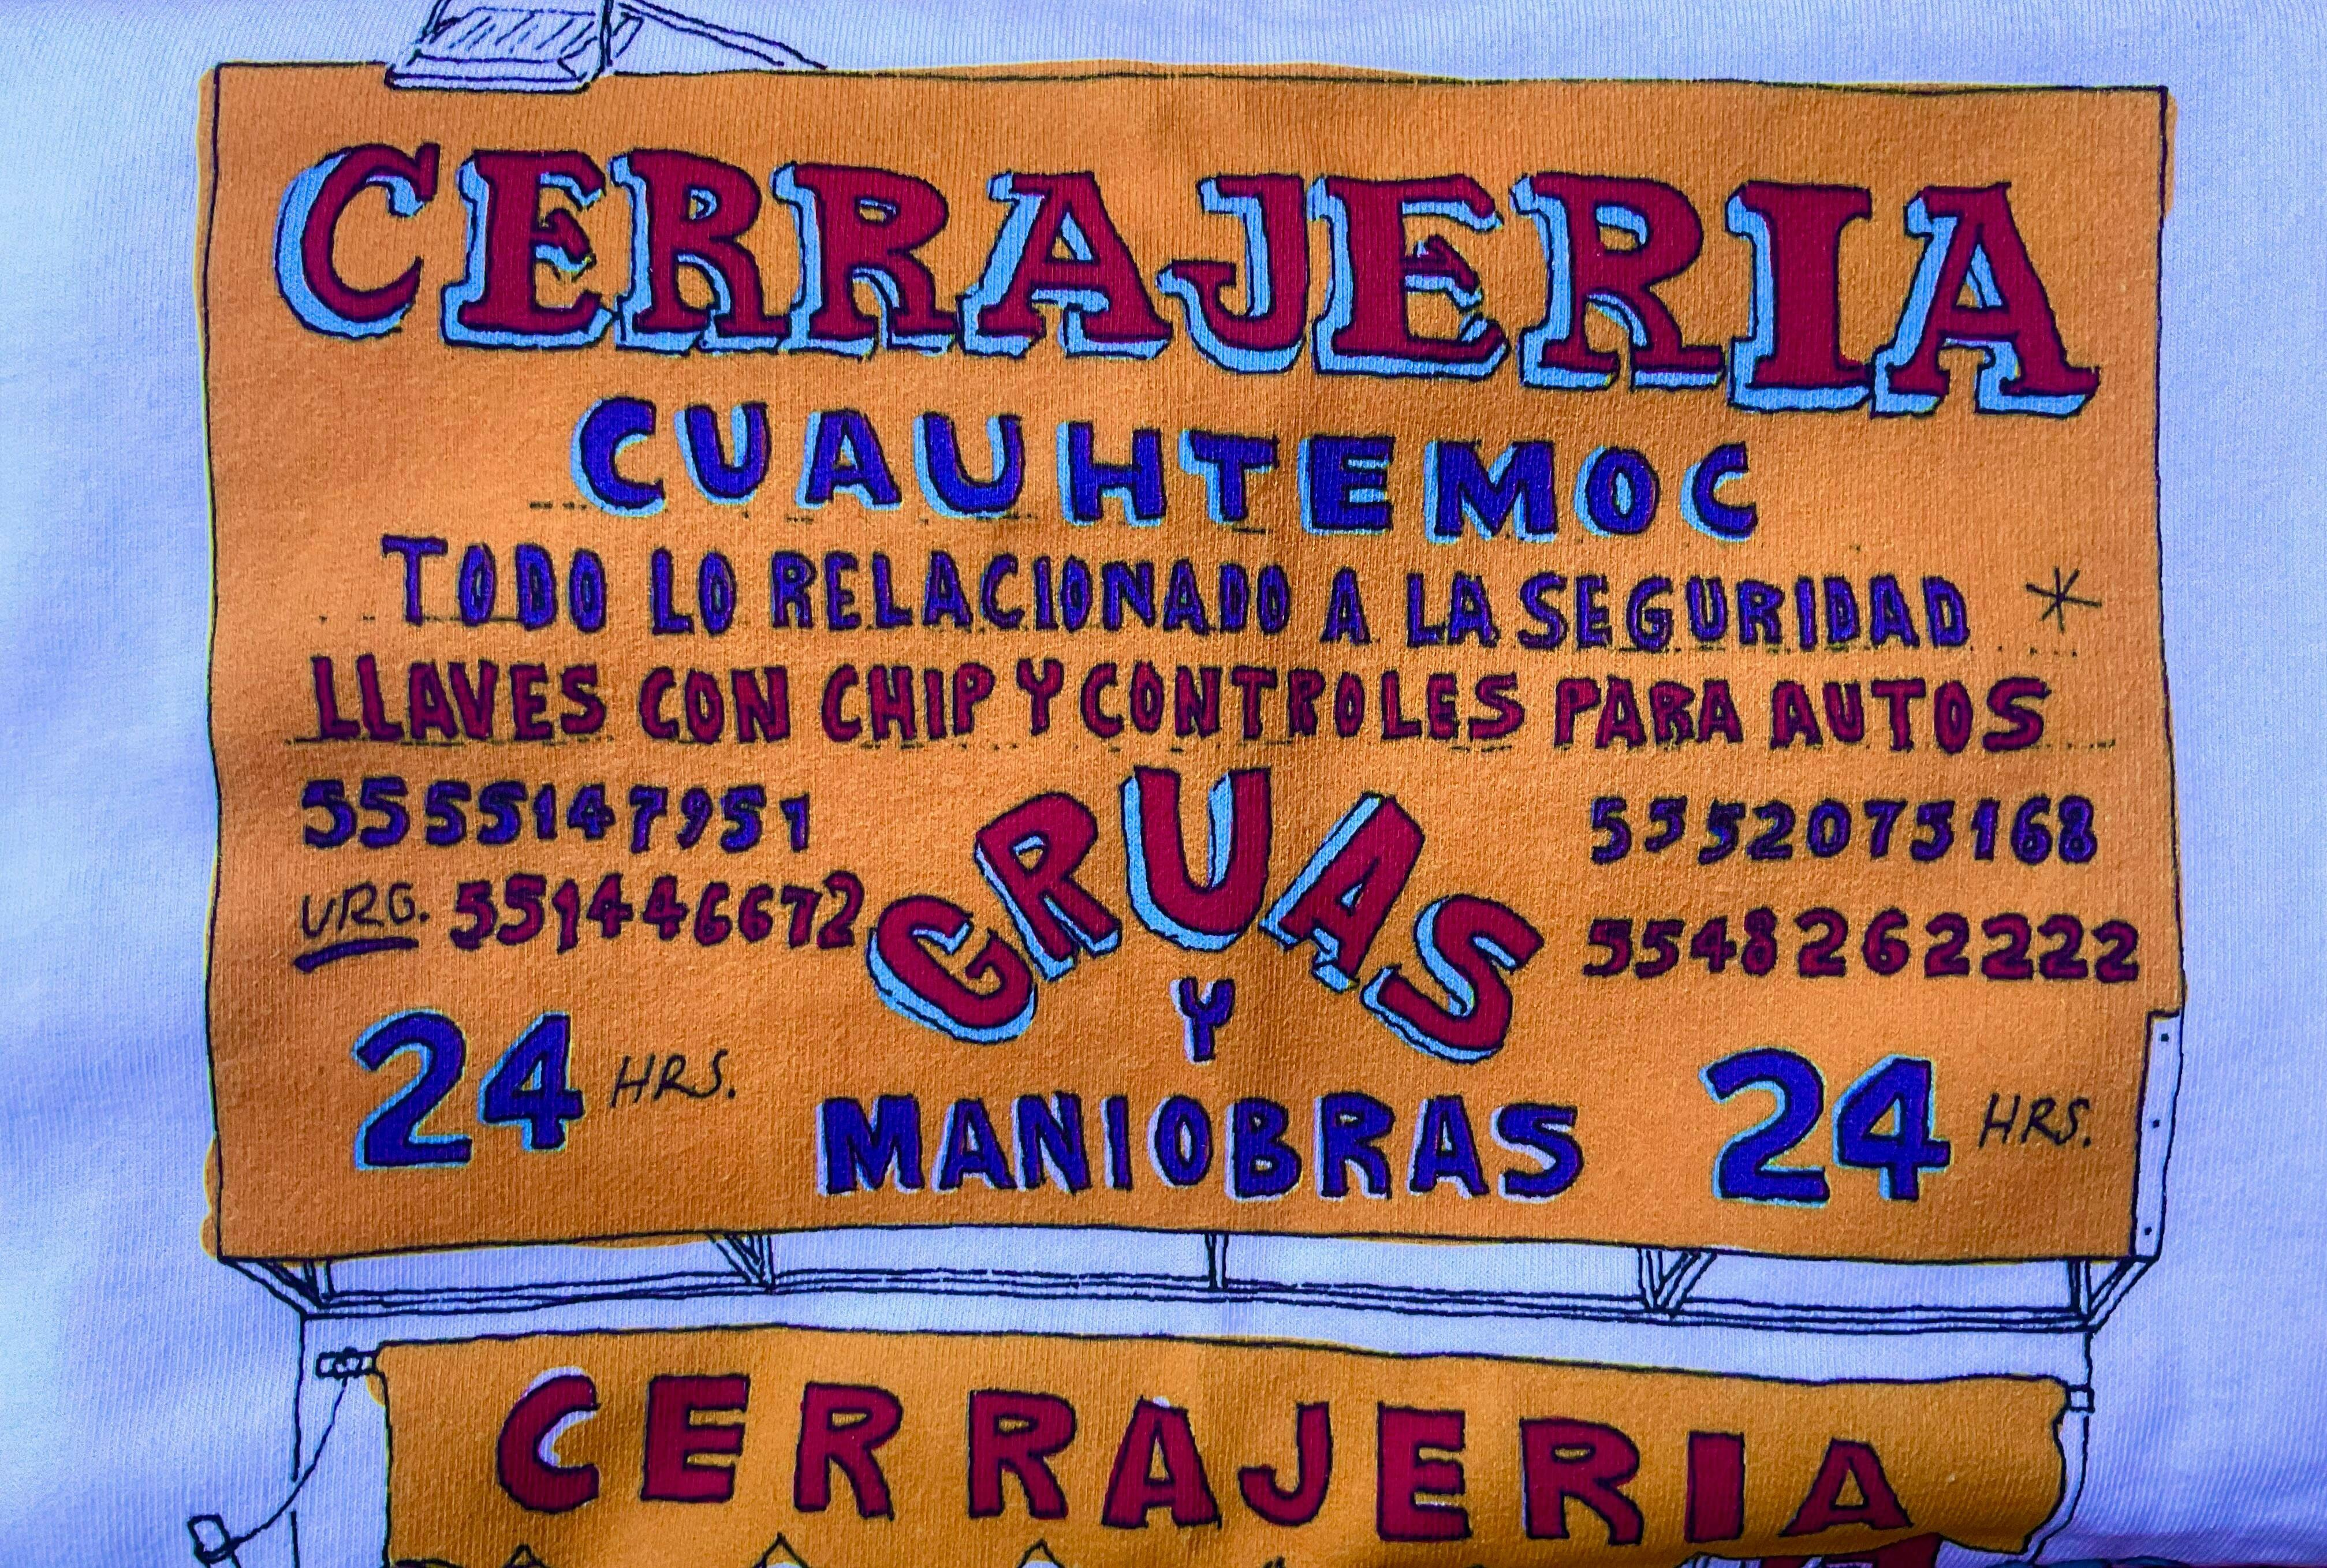 CERRAJERIA
CUAUHTEMOC
TODO LO RELACIONADO A LA SEGURIDAD *
LLAVES CON CHIP Y CONTROLES PARA AUTOS
5555147951
URG. 551446672
GRUAS
Y
MANIOBRAS
5552075168
5548262222
24 HRS.
24 HRS.
CERRAJERIA